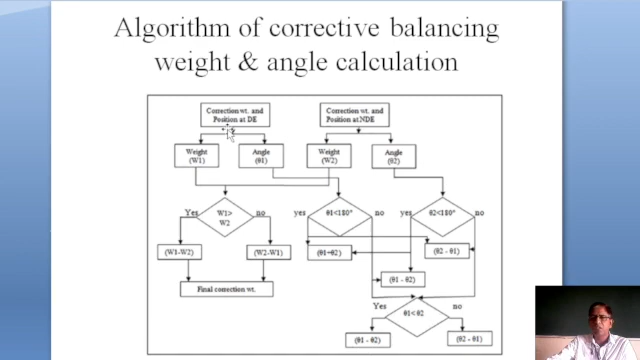 Algorithm of corrective balancing
weight & angle calculation
Correction wt. and
Position at DE
Correction wt. and
Position at NDE
Weight
(W1)
Angle
(θ1)
Weight
(W2)
Angle
(θ2)
Yes
W1>
W2
no
yes
θ1<180°
no
yes
θ2<180°
no
(W1-W2)
(W2-W1)
(θ1+θ2)
(θ2 - θ1)
Final correction wt.
(θ1 - θ2)
Yes
θ1< θ2
no
(θ1 - θ2)
(θ2 - θ1)